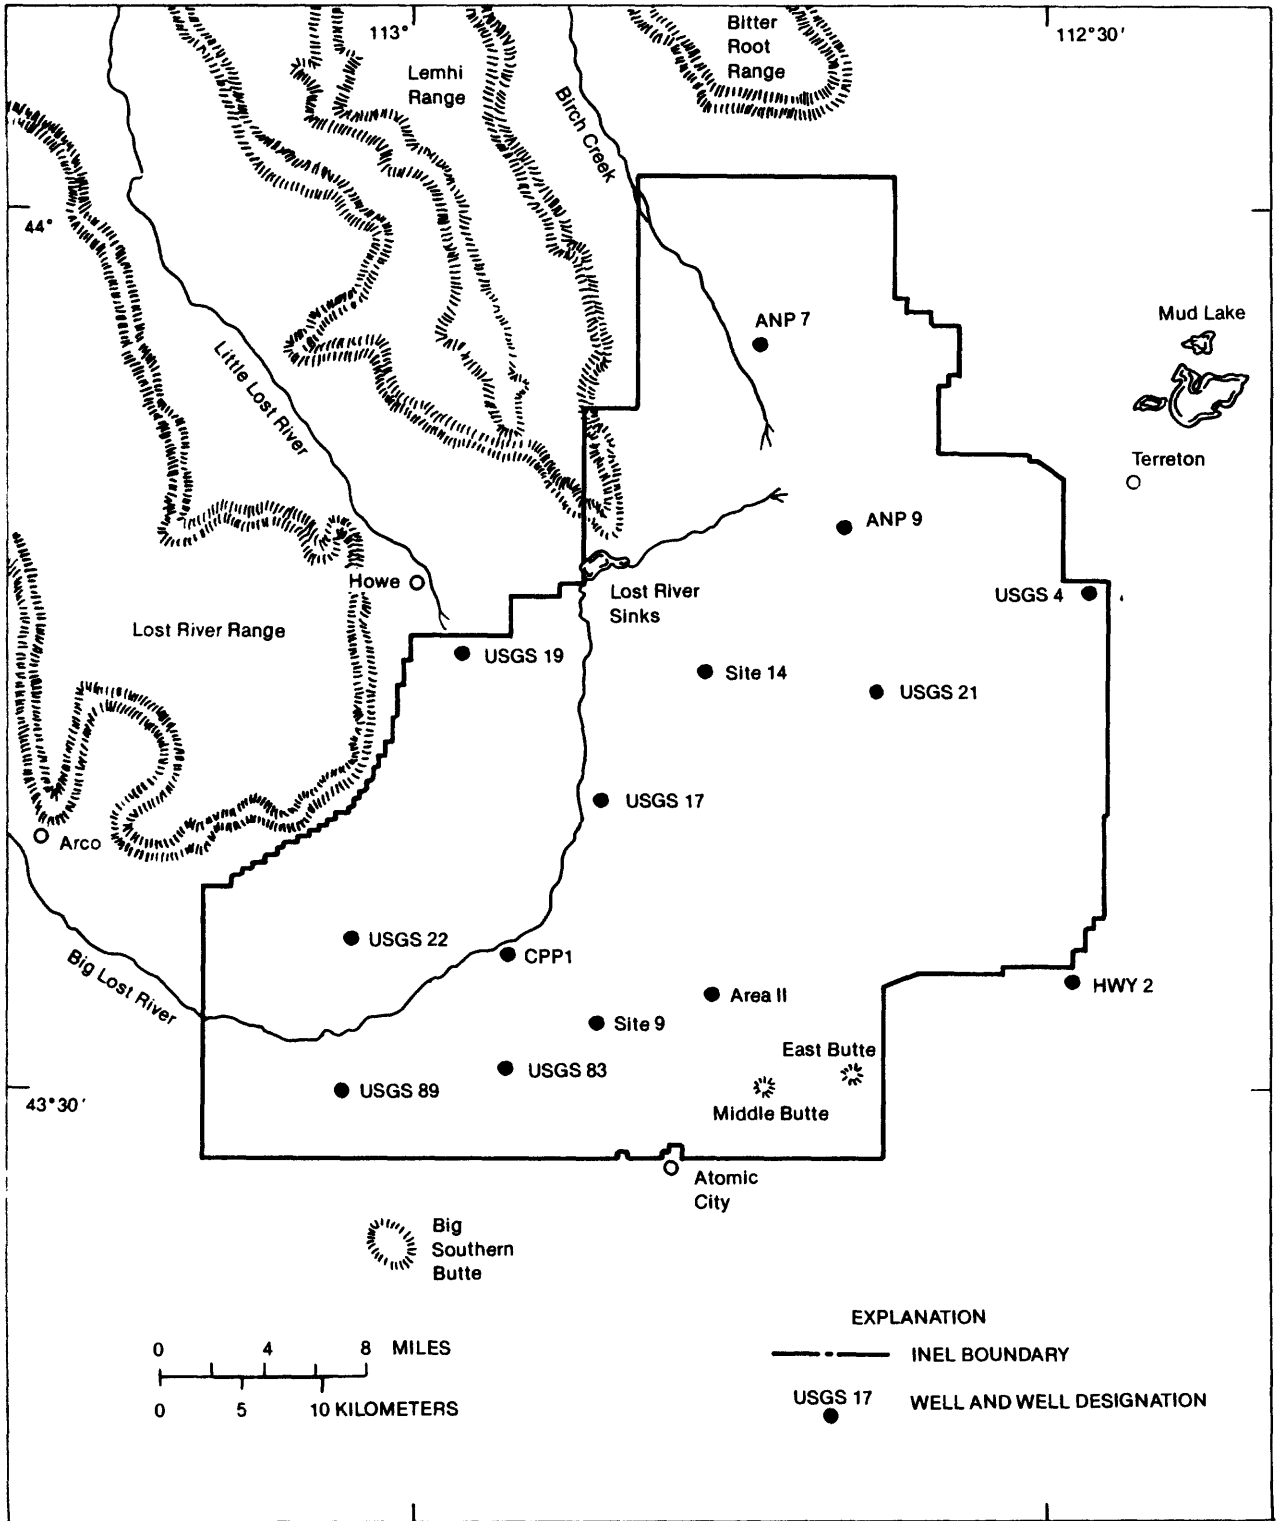 113°
Bitter
Root
Range
112°30′
Lemhi
Range
Birch Creek
44°
ANP 7
Mud Lake
Little Lost River
Terreton
ANP 9
Howe
Lost River
Sinks
USGS 4
Lost River Range
USGS 19
Site 14
USGS 21
USGS 17
Arco
USGS 22
CPP1
Big Lost River
Area II
HWY 2
Site 9
East Butte
USGS 83
USGS 89
43°30′
Middle Butte
Atomic
City
Big
Southern
Butte
EXPLANATION
0 4 8 MILES
INEL BOUNDARY
0 5 10 KILOMETERS
USGS 17
WELL AND WELL DESIGNATION